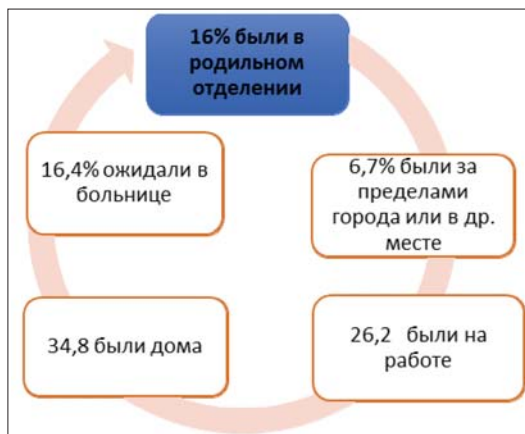 16% были в
родильном
отделении
6,7% были за
пределами
города или в др.
месте
26,2 были на
работе
34,8 были дома
16,4% ожидали в
больнице